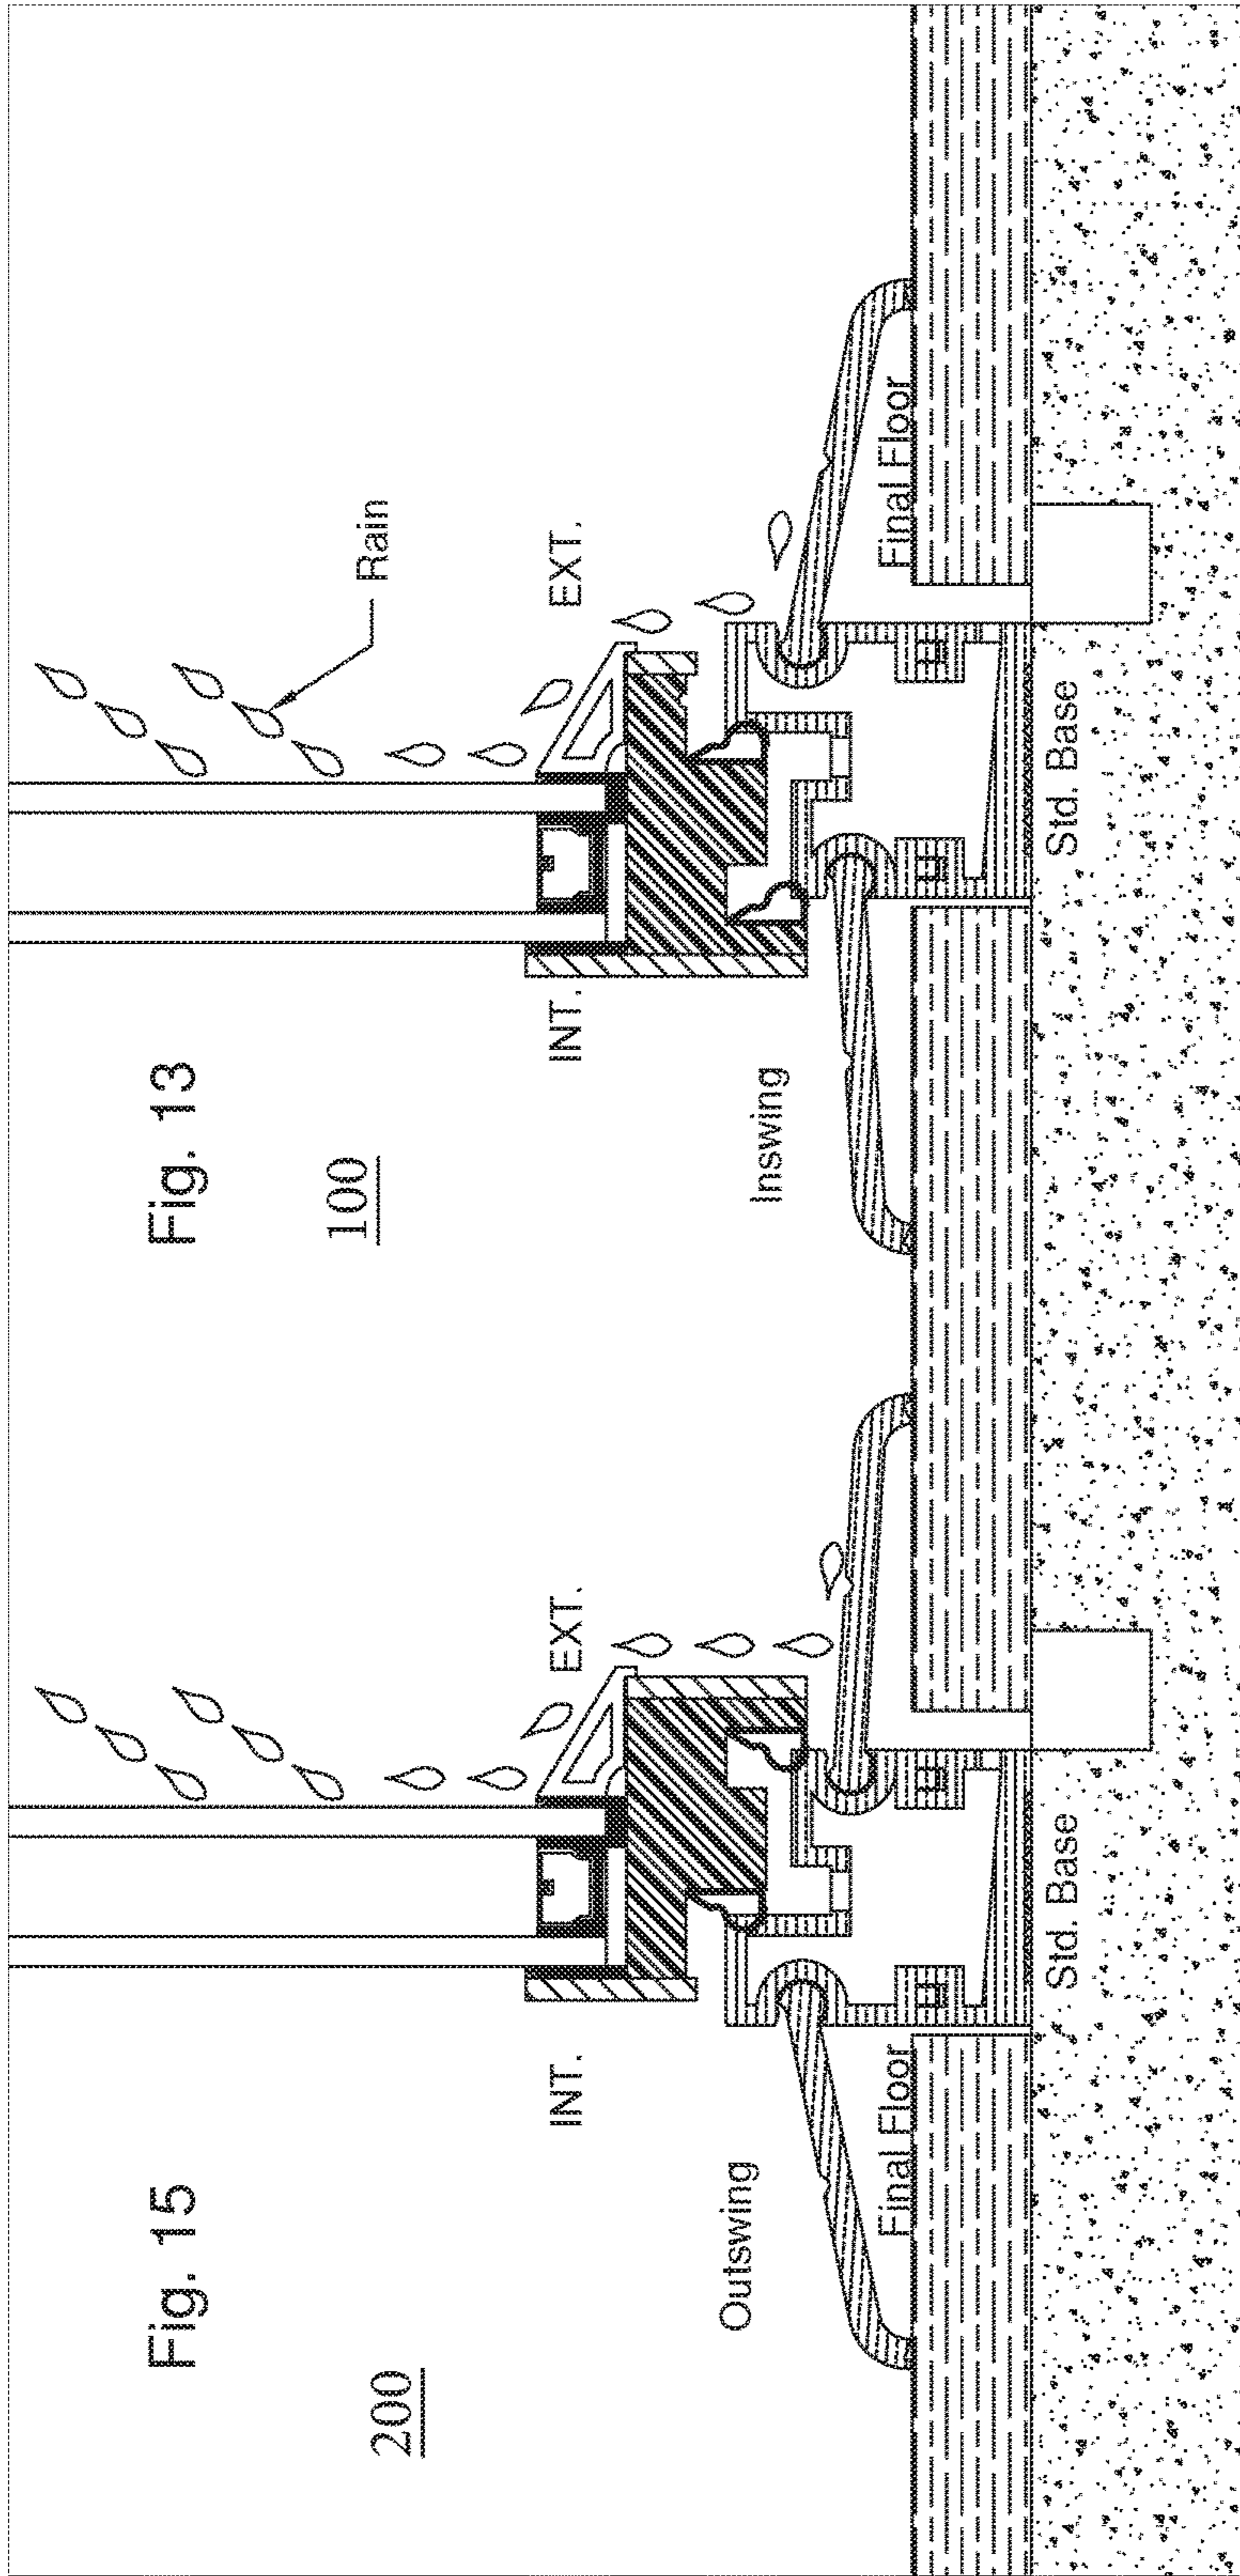 Fig. 15
200
INT.
EXT.
Outswing
Final Floor
Std. Base
Fig. 13
100
Rain
INT.
EXT.
Inswing
Final Floor
Std. Base